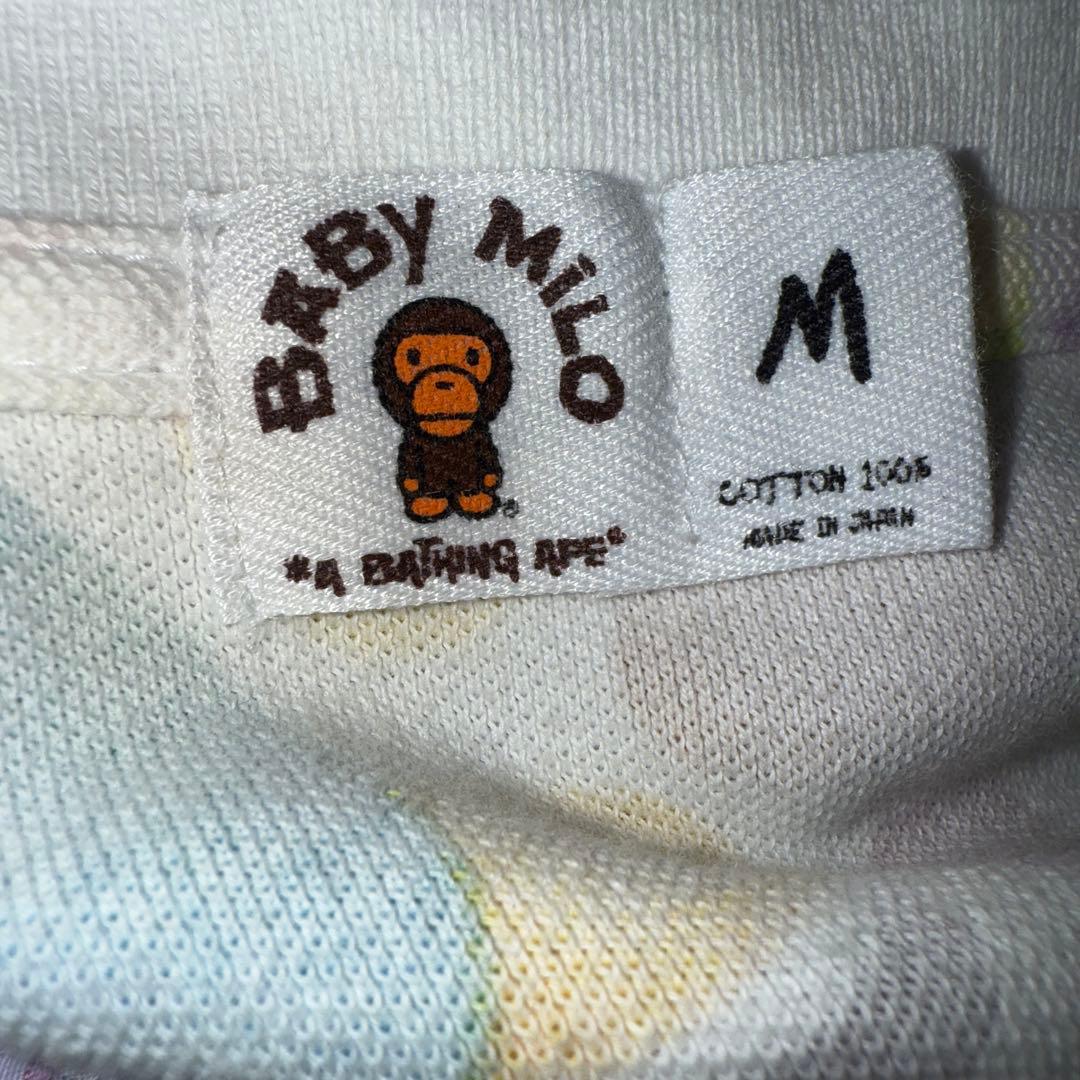 BABY MiLO
®
*A BATHING APE*
M
COTTON 100%
MADE IN JAPAN